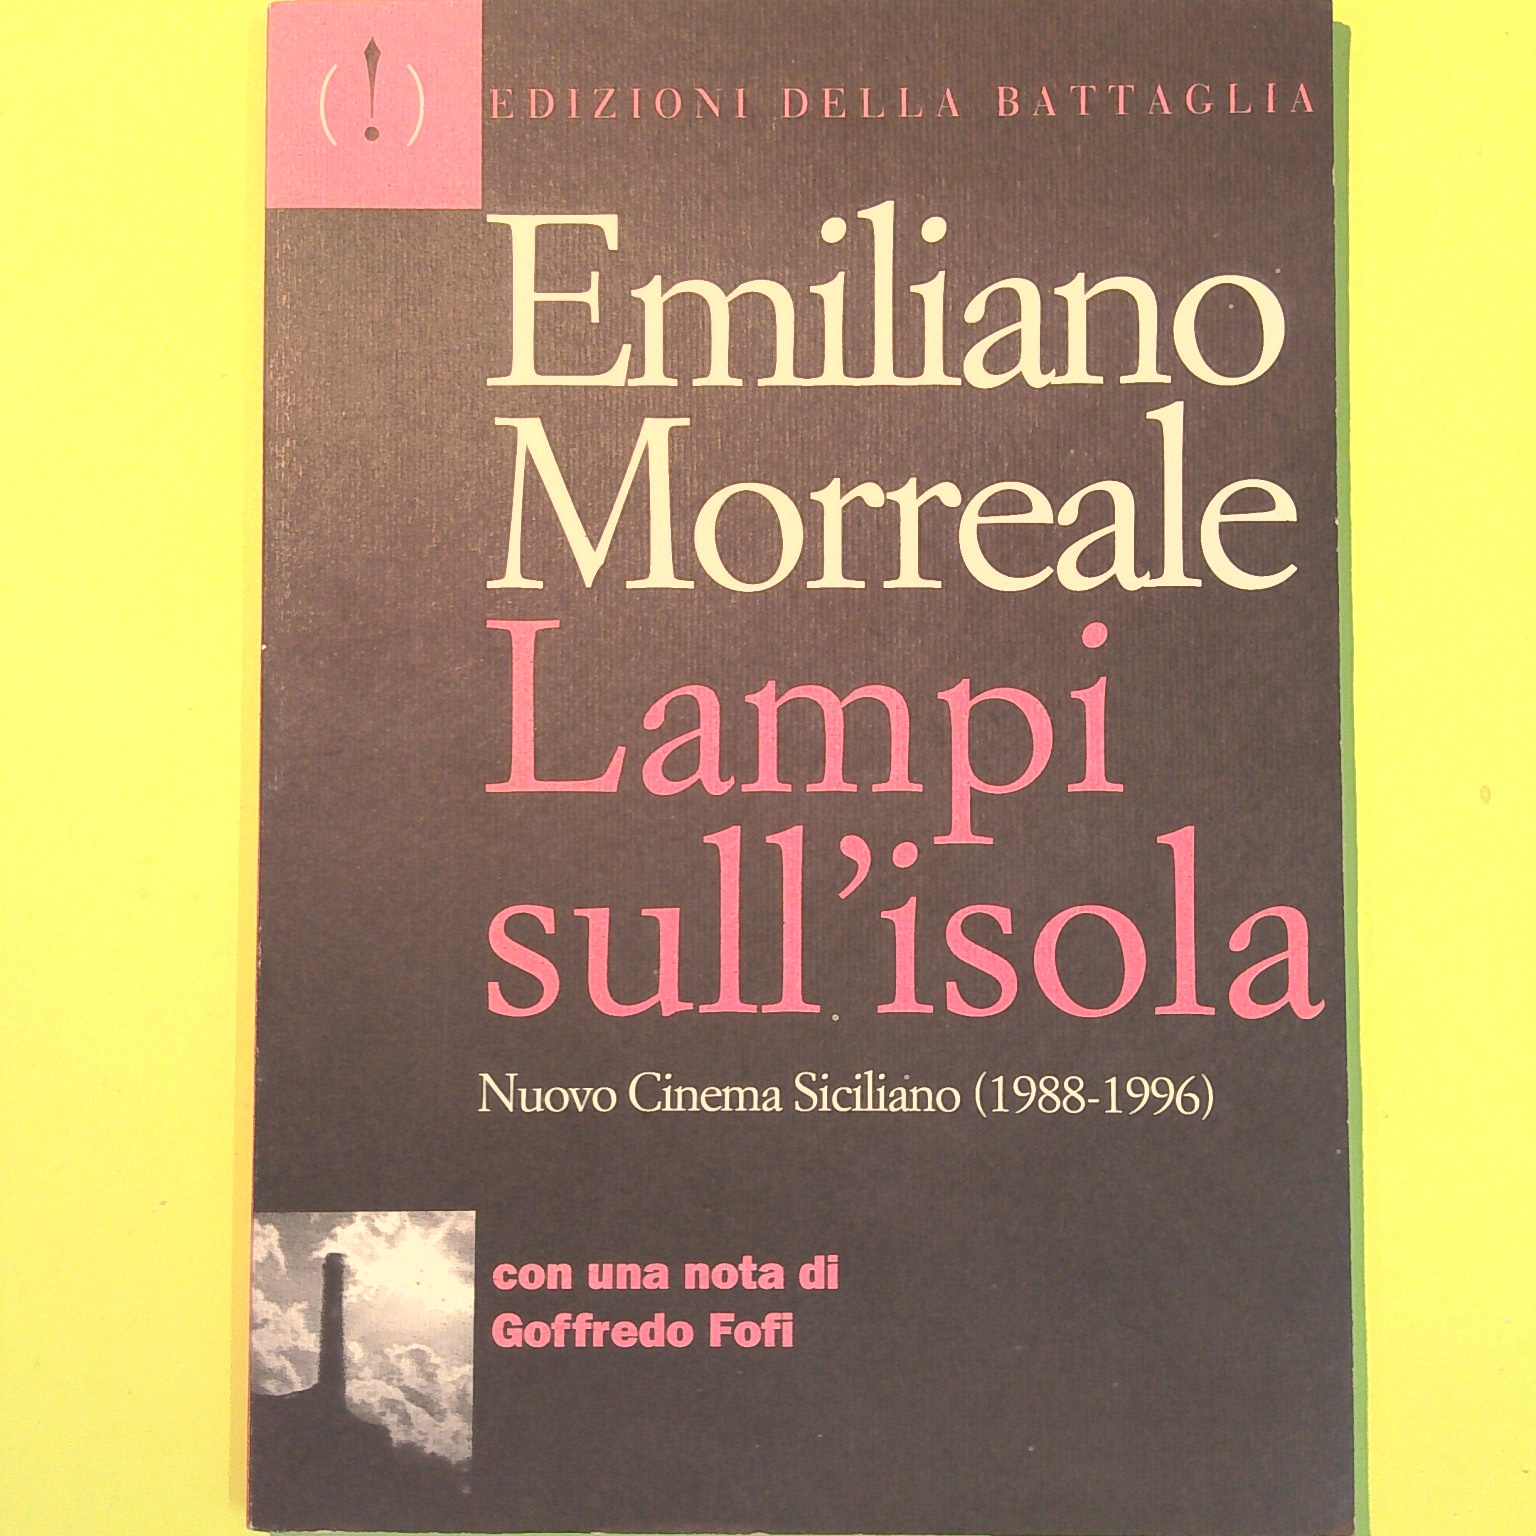 (!)
EDIZIONI DELLA BATTAGLIA
Emiliano
Morreale
Lampi
sull'isola
Nuovo Cinema Siciliano (1988-1996)
con una nota di
Goffredo Fofi